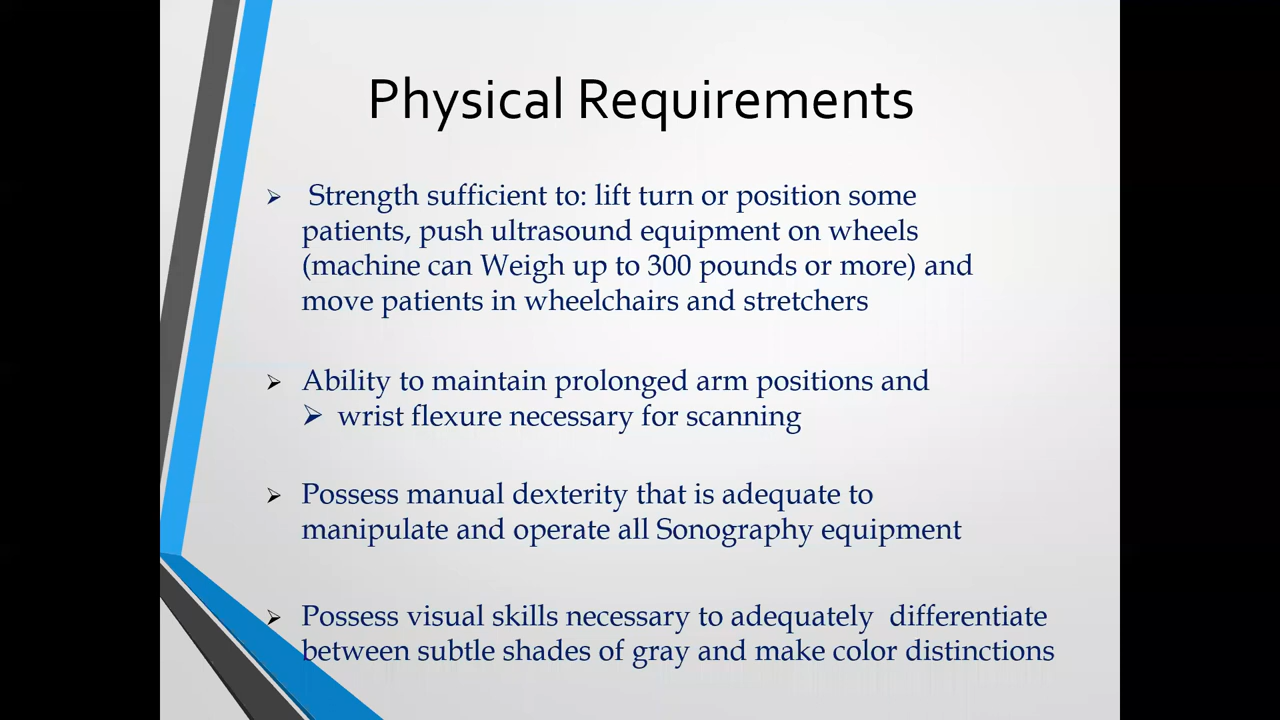 Physical Requirements
➢ Strength sufficient to: lift turn or position some
patients, push ultrasound equipment on wheels
(machine can Weigh up to 300 pounds or more) and
move patients in wheelchairs and stretchers
➢ Ability to maintain prolonged arm positions and
➢ wrist flexure necessary for scanning
➢ Possess manual dexterity that is adequate to
manipulate and operate all Sonography equipment
➢ Possess visual skills necessary to adequately differentiate
between subtle shades of gray and make color distinctions